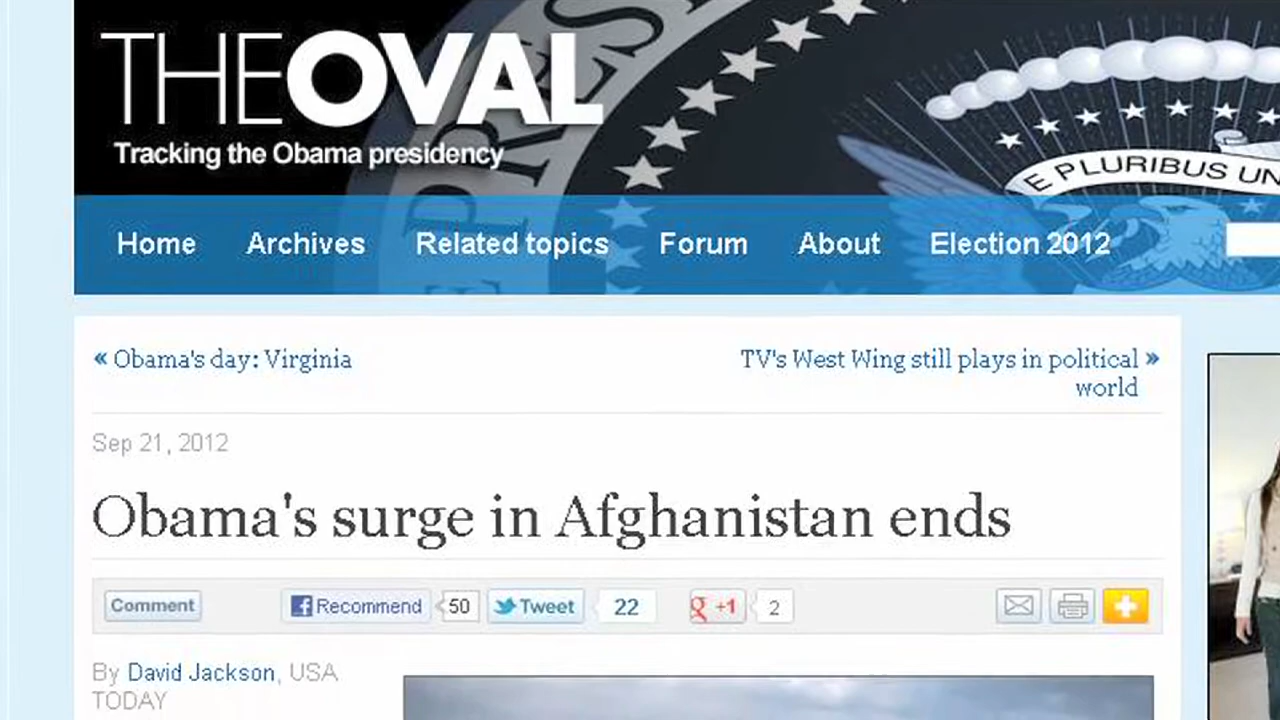 THEOVAL
Tracking the Obama presidency
PRES
E PLURIBUS UN
Home Archives Related topics Forum About Election 2012
« Obama's day: Virginia
TV's West Wing still plays in political »
world
Sep 21, 2012
Obama's surge in Afghanistan ends
Comment Recommend 50 Tweet 22 +1 2
By David Jackson, USA
TODAY